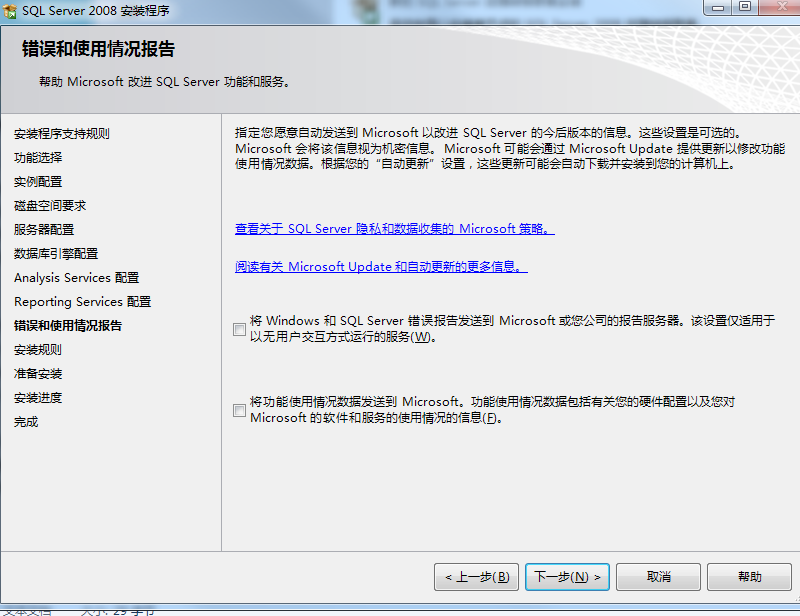 SQL Server 2008 安装程序
错误和使用情况报告
帮助 Microsoft 改进 SQL Server 功能和服务。
安装程序支持规则
功能选择
实例配置
磁盘空间要求
服务器配置
数据库引擎配置
Analysis Services 配置
Reporting Services 配置
错误和使用情况报告
安装规则
准备安装
安装进度
完成
指定您愿意自动发送到 Microsoft 以改进 SQL Server 的今后版本的信息。这些设置是可选的。
Microsoft 会将该信息视为机密信息。 Microsoft 可能会通过 Microsoft Update 提供更新以修改功能
使用情况数据。根据您的“自动更新”设置，这些更新可能会自动下载并安装到您的计算机上。
查看关于 SQL Server 隐私和数据收集的 Microsoft 策略。
阅读有关 Microsoft Update 和自动更新的更多信息。
将 Windows 和 SQL Server 错误报告发送到 Microsoft 或您公司的报告服务器。该设置仅适用于
以无用户交互方式运行的服务(W)。
将功能使用情况数据发送到 Microsoft。功能使用情况数据包括有关您的硬件配置以及您对
Microsoft 的软件和服务的使用情况的信息(F)。
< 上一步(B)
下一步(N) >
取消
帮助